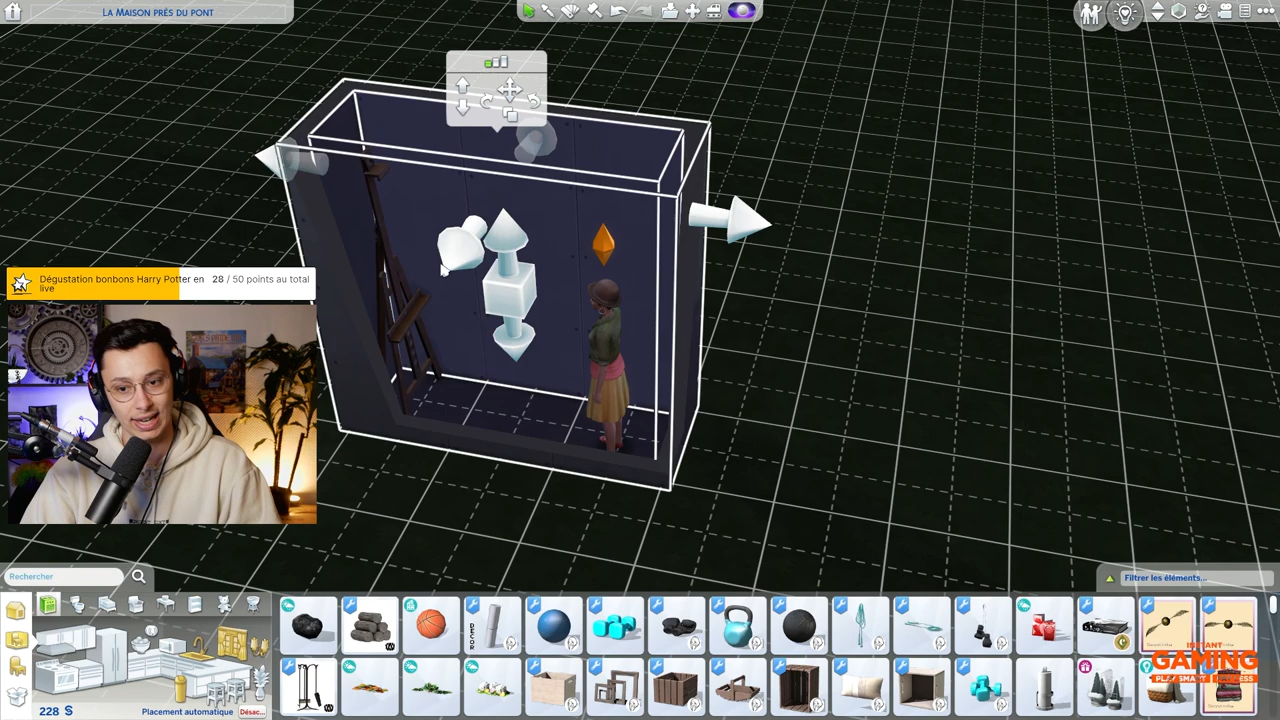 LA MAISON PRÈS DU PONT
Dégustation bonbons Harry Potter en live
28 / 50 points au total
Rechercher
Filtrer les éléments...
228 $
Placement automatique
Désac...
INSTANT
GAMING